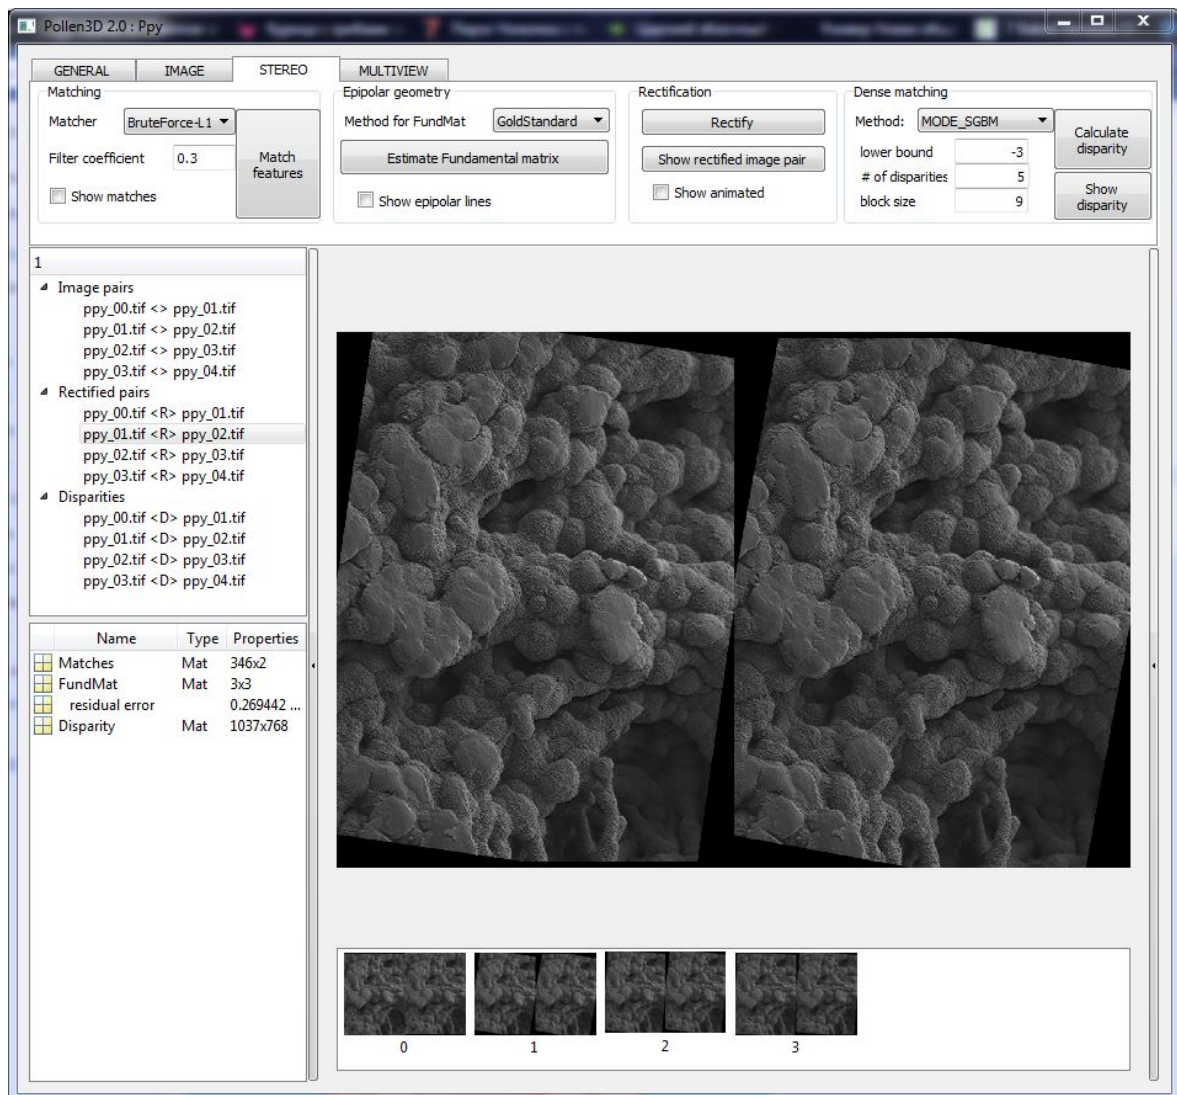 Pollen3D 2.0 : Ppy
GENERAL IMAGE STEREO MULTIVIEW
Matching
Matcher BruteForce-L1
Filter coefficient 0.3
Match features
Show matches
Epipolar geometry
Method for FundMat GoldStandard
Estimate Fundamental matrix
Show epipolar lines
Rectification
Rectify
Show rectified image pair
Show animated
Dense matching
Method: MODE_SGBM
lower bound -3
# of disparities 5
block size 9
Calculate
disparity
Show
disparity
1
Image pairs
ppy_00.tif <> ppy_01.tif
ppy_01.tif <> ppy_02.tif
ppy_02.tif <> ppy_03.tif
ppy_03.tif <> ppy_04.tif
Rectified pairs
ppy_00.tif <R> ppy_01.tif
ppy_01.tif <R> ppy_02.tif
ppy_02.tif <R> ppy_03.tif
ppy_03.tif <R> ppy_04.tif
Disparities
ppy_00.tif <D> ppy_01.tif
ppy_01.tif <D> ppy_02.tif
ppy_02.tif <D> ppy_03.tif
ppy_03.tif <D> ppy_04.tif
Name Type Properties
Matches Mat 346x2
FundMat Mat 3x3
residual error 0.269442 ...
Disparity Mat 1037x768
0 1 2 3